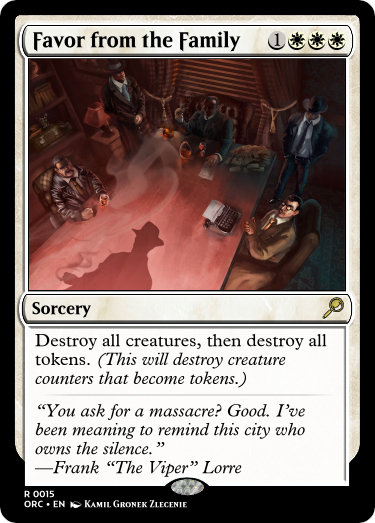 Favor from the Family 1
Sorcery
Destroy all creatures, then destroy all
tokens. (This will destroy creature
counters that become tokens.)
“You ask for a massacre? Good. I’ve
been meaning to remind this city who
owns the silence.”
—Frank “The Viper” Lorre
R 0015
ORC • EN Kamil Gronek Zlecenie